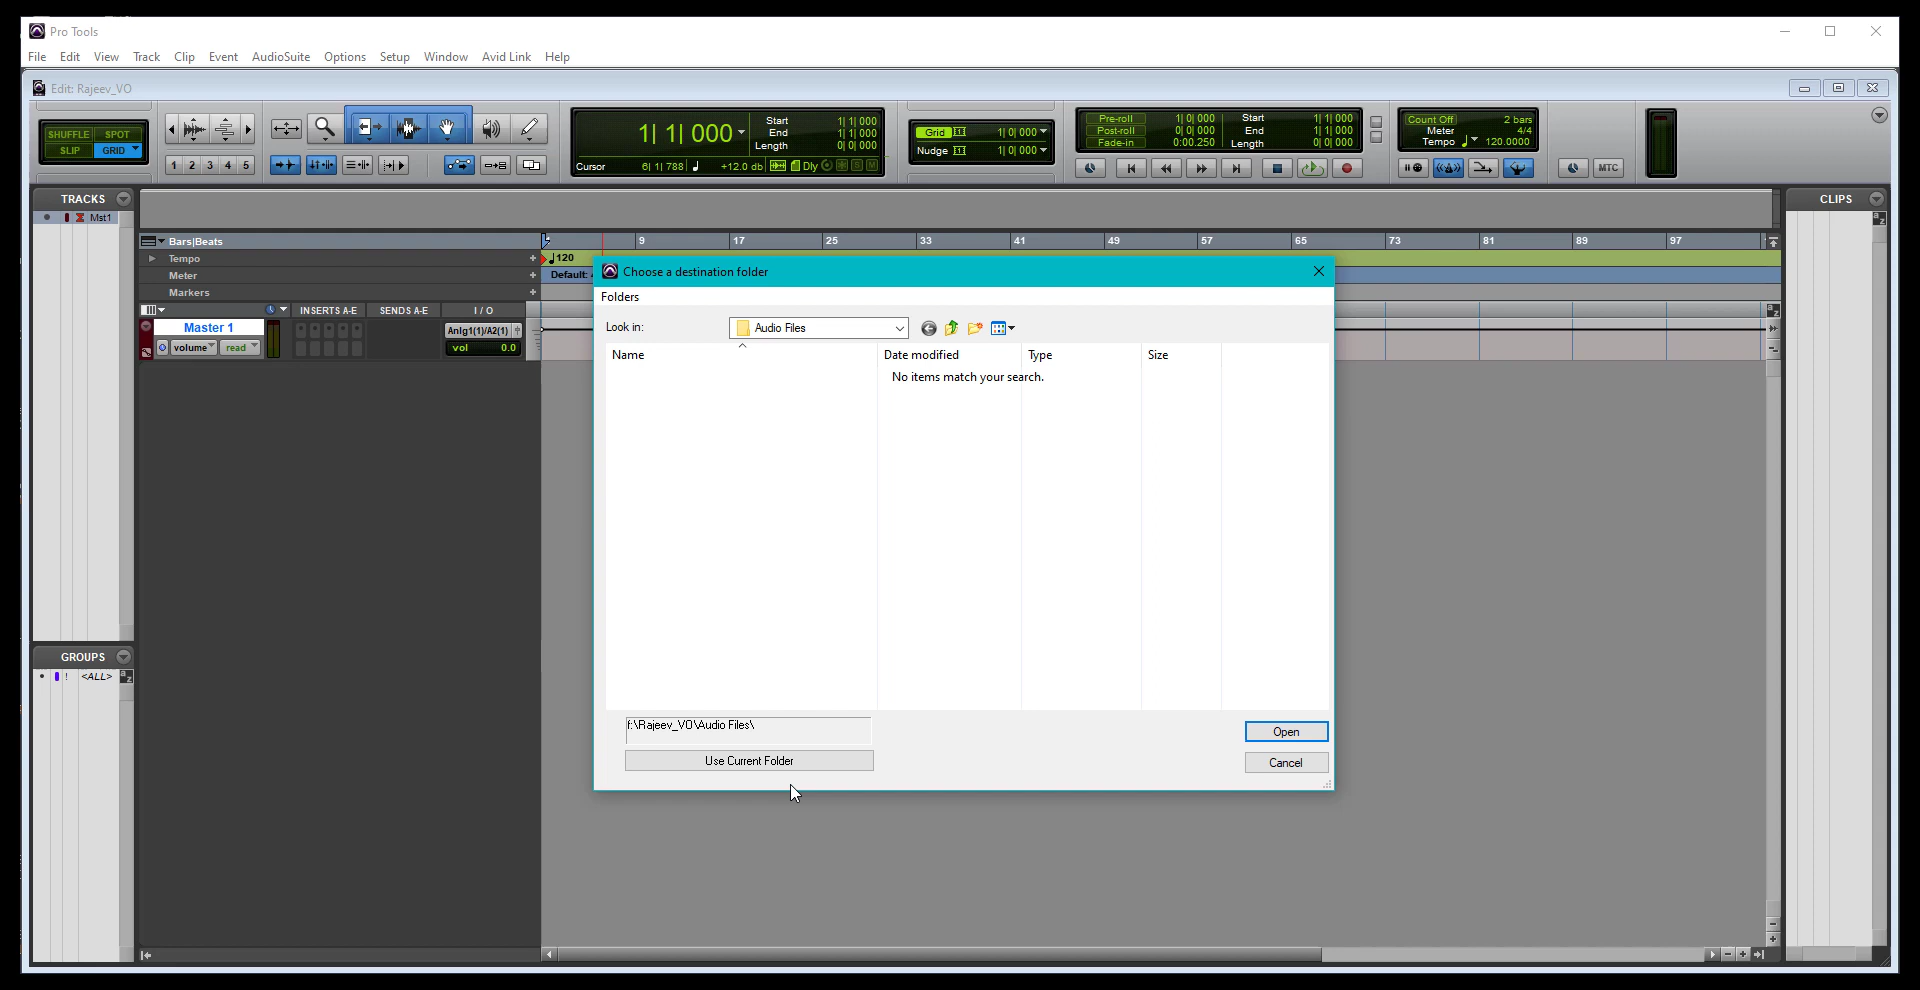 Pro Tools
File Edit View Track Clip Event AudioSuite Options Setup Window Avid Link Help
Edit: Rajeev_VO
SHUFFLE SPOT
SLIP GRID
1 2 3 4 5
1| 1| 000
Start 1| 1| 000
End 1| 1| 000
Length 0| 0| 000
Cursor 6| 1| 788 +12.0 db Dly
Grid 1| 0| 000
Nudge 1| 0| 000
Pre-roll 1| 0| 000 Start 1| 1| 000
Post-roll 0| 0| 000 End 1| 1| 000
Fade-in 0:00.250 Length 0| 0| 000
Count Off 2 bars
Meter 4/4
Tempo 120.0000
MTC
TRACKS
Mst1
CLIPS
Bars|Beats 9 17 25 33 41 49 57 65 73 81 89 97
Tempo + 120
Meter + Default:
Markers +
INSERTS A-E SENDS A-E I / O
Master 1
Anlg1(1)/A2(1)
volume read vol 0.0
Choose a destination folder
Folders
Look in: Audio Files
Name Date modified Type Size
No items match your search.
f:\Rajeev_VO\Audio Files\
Open
Use Current Folder
Cancel
GROUPS
! <ALL> a z